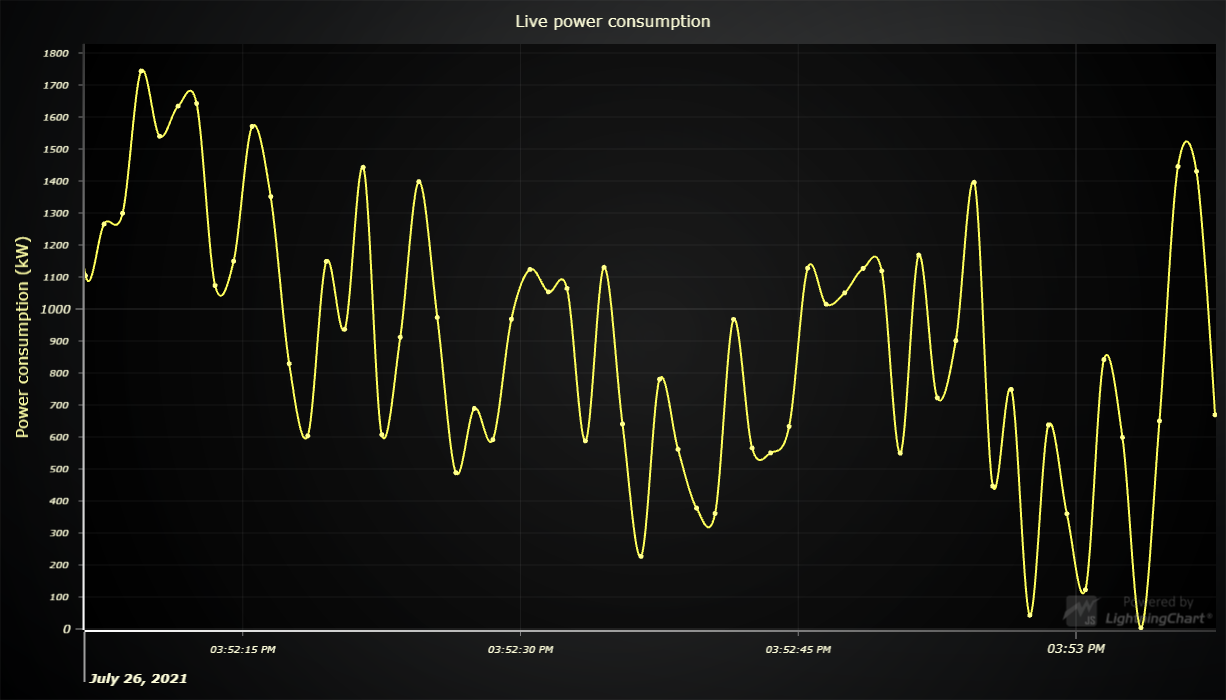 Live power consumption
Power consumption (kW)
1800
1700
1600
1500
1400
1300
1200
1100
1000
900
800
700
600
500
400
300
200
100
0
03:52:15 PM
03:52:30 PM
03:52:45 PM
03:53 PM
July 26, 2021
Powered by
JS
LightningChart®